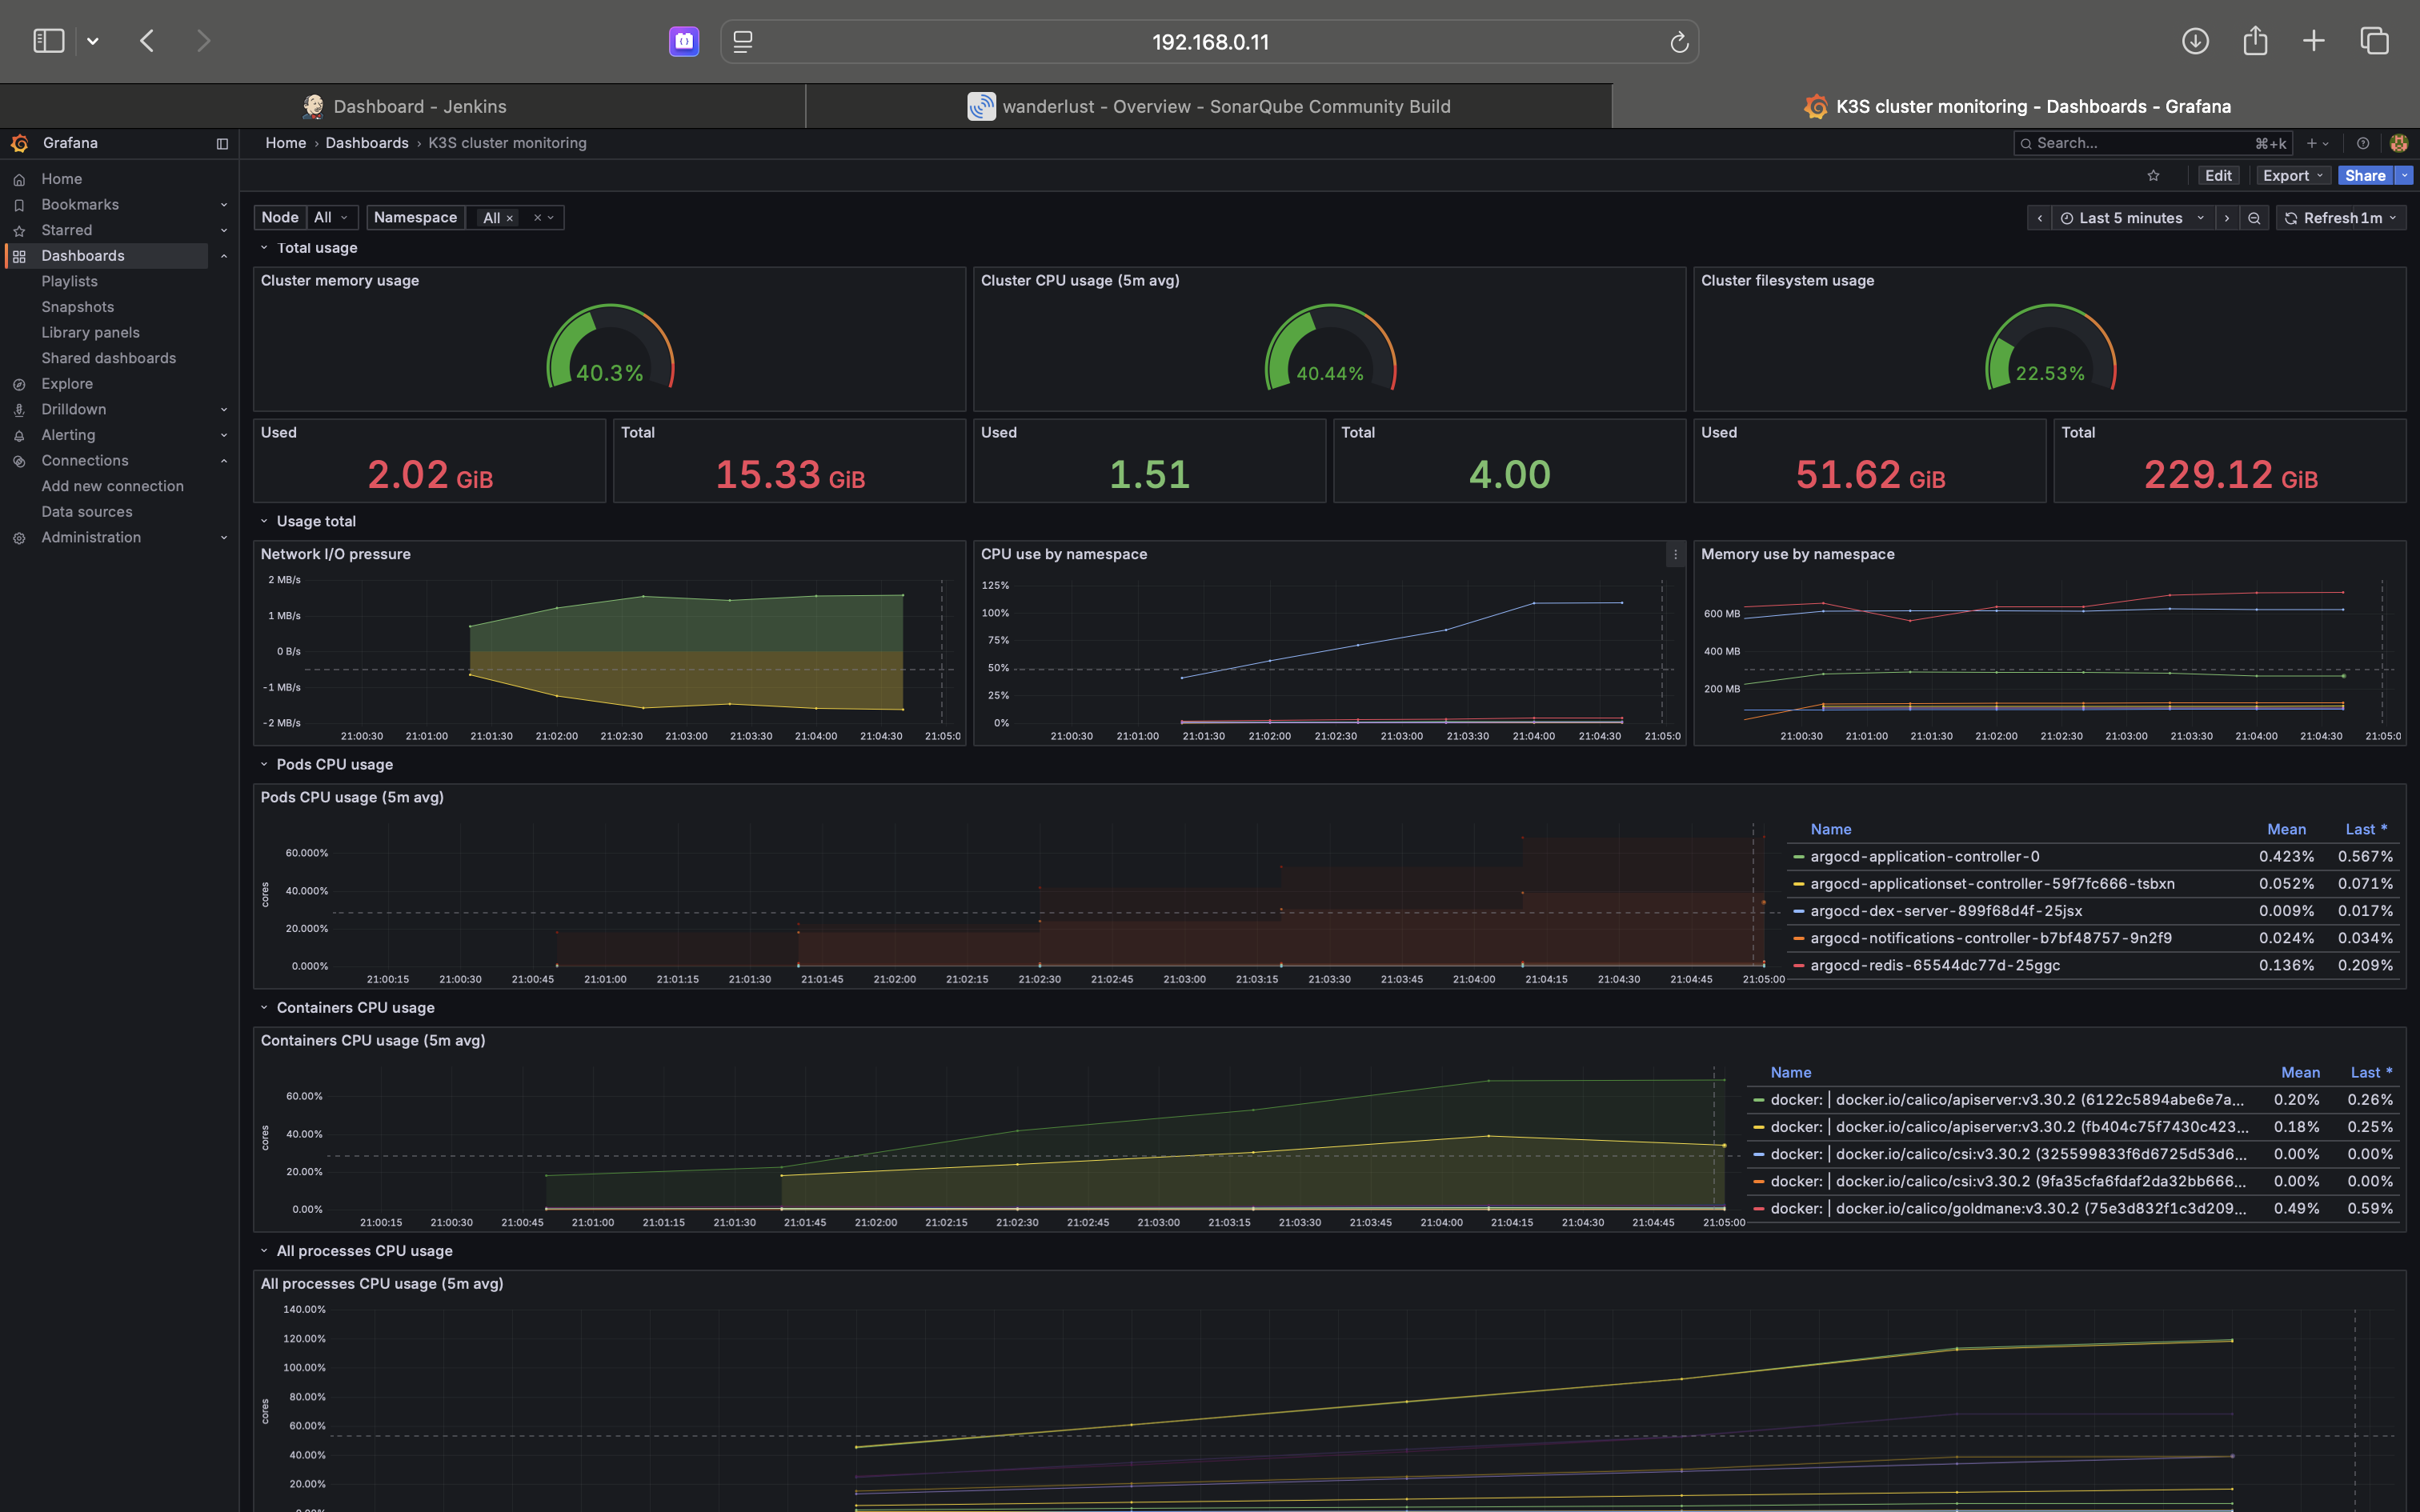 192.168.0.11
Dashboard - Jenkins
wanderlust - Overview - SonarQube Community Build
K3S cluster monitoring - Dashboards - Grafana
Grafana
Home › Dashboards › K3S cluster monitoring
Search... ⌘+k
Edit Export Share
Home
Bookmarks
Starred
Dashboards
Playlists
Snapshots
Library panels
Shared dashboards
Explore
Drilldown
Alerting
Connections
Add new connection
Data sources
Administration
Node All Namespace All
Last 5 minutes Refresh 1m
Total usage
Cluster memory usage
40.3%
Cluster CPU usage (5m avg)
40.44%
Cluster filesystem usage
22.53%
Used
2.02 GiB
Total
15.33 GiB
Used
1.51
Total
4.00
Used
51.62 GiB
Total
229.12 GiB
Usage total
Network I/O pressure
2 MB/s
1 MB/s
0 B/s
-1 MB/s
-2 MB/s
21:00:30 21:01:00 21:01:30 21:02:00 21:02:30 21:03:00 21:03:30 21:04:00 21:04:30 21:05:0
CPU use by namespace
125%
100%
75%
50%
25%
0%
21:00:30 21:01:00 21:01:30 21:02:00 21:02:30 21:03:00 21:03:30 21:04:00 21:04:30 21:05:0
Memory use by namespace
600 MB
400 MB
200 MB
21:00:30 21:01:00 21:01:30 21:02:00 21:02:30 21:03:00 21:03:30 21:04:00 21:04:30 21:05:0
Pods CPU usage
Pods CPU usage (5m avg)
cores
60.000%
40.000%
20.000%
0.000%
21:00:15 21:00:30 21:00:45 21:01:00 21:01:15 21:01:30 21:01:45 21:02:00 21:02:15 21:02:30 21:02:45 21:03:00 21:03:15 21:03:30 21:03:45 21:04:00 21:04:15 21:04:30 21:04:45 21:05:00
Name Mean Last *
argocd-application-controller-0 0.423% 0.567%
argocd-applicationset-controller-59f7fc666-tsbxn 0.052% 0.071%
argocd-dex-server-899f68d4f-25jsx 0.009% 0.017%
argocd-notifications-controller-b7bf48757-9n2f9 0.024% 0.034%
argocd-redis-65544dc77d-25ggc 0.136% 0.209%
Containers CPU usage
Containers CPU usage (5m avg)
cores
60.00%
40.00%
20.00%
0.00%
21:00:15 21:00:30 21:00:45 21:01:00 21:01:15 21:01:30 21:01:45 21:02:00 21:02:15 21:02:30 21:02:45 21:03:00 21:03:15 21:03:30 21:03:45 21:04:00 21:04:15 21:04:30 21:04:45 21:05:00
Name Mean Last *
docker: | docker.io/calico/apiserver:v3.30.2 (6122c5894abe6e7a... 0.20% 0.26%
docker: | docker.io/calico/apiserver:v3.30.2 (fb404c75f7430c423... 0.18% 0.25%
docker: | docker.io/calico/csi:v3.30.2 (325599833f6d6725d53d6... 0.00% 0.00%
docker: | docker.io/calico/csi:v3.30.2 (9fa35cfa6fdaf2da32bb666... 0.00% 0.00%
docker: | docker.io/calico/goldmane:v3.30.2 (75e3d832f1c3d209... 0.49% 0.59%
All processes CPU usage
All processes CPU usage (5m avg)
cores
140.00%
120.00%
100.00%
80.00%
60.00%
40.00%
20.00%